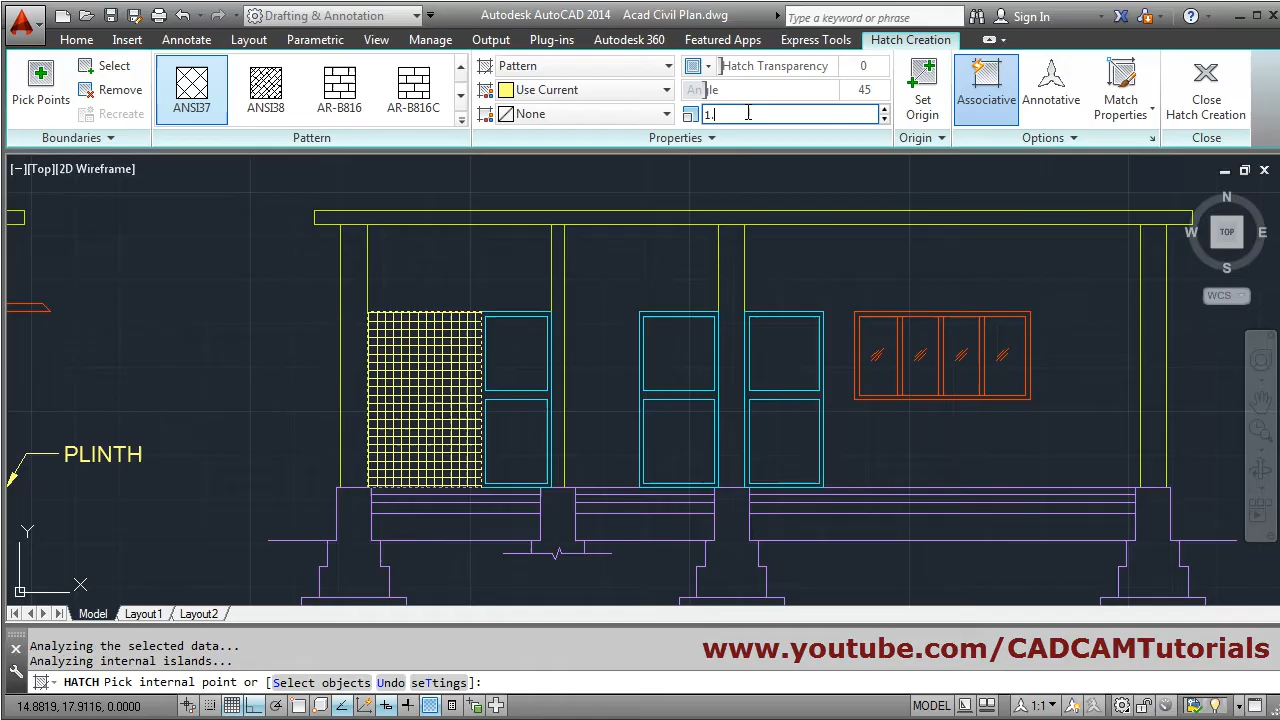 Drafting & Annotation
Autodesk AutoCAD 2014 Acad Civil Plan.dwg
Type a keyword or phrase
Sign In
Home Insert Annotate Layout Parametric View Manage Output Plug-ins Autodesk 360 Featured Apps Express Tools Hatch Creation
Pick Points
Select
Remove
Boundaries
ANSI37
ANSI38
AR-B816
AR-B816C
Pattern
Pattern
Use Current
None
Hatch Transparency 0
Angle 45
1.
Properties
Set
Origin
Origin
Associative
Annotative
Match
Properties
Options
Close
Hatch Creation
Close
[−][Top][2D Wireframe]
N
W TOP E
S
WCS
PLINTH
Y
X
Model Layout1 Layout2
Analyzing the selected data...
Analyzing internal islands...
HATCH Pick internal point or [Select objects Undo seTtings]:
www.youtube.com/CADCAMTutorials
14.8819, 17.9116, 0.0000
MODEL
1:1